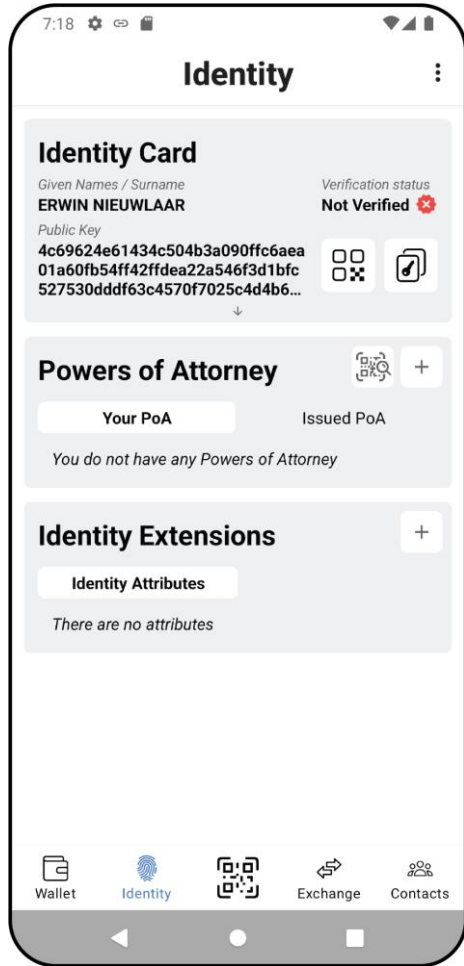 7:18
Identity
Identity Card
Given Names / Surname
Verification status
ERWIN NIEUWLAAR
Not Verified
Public Key
4c69624e61434c504b3a090ffc6aea
01a60fb54ff42ffdea22a546f3d1bfc
527530dddf63c4570f7025c4d4b6...
Powers of Attorney
Your PoA
Issued PoA
You do not have any Powers of Attorney
Identity Extensions
Identity Attributes
There are no attributes
Wallet
Identity
Exchange
Contacts